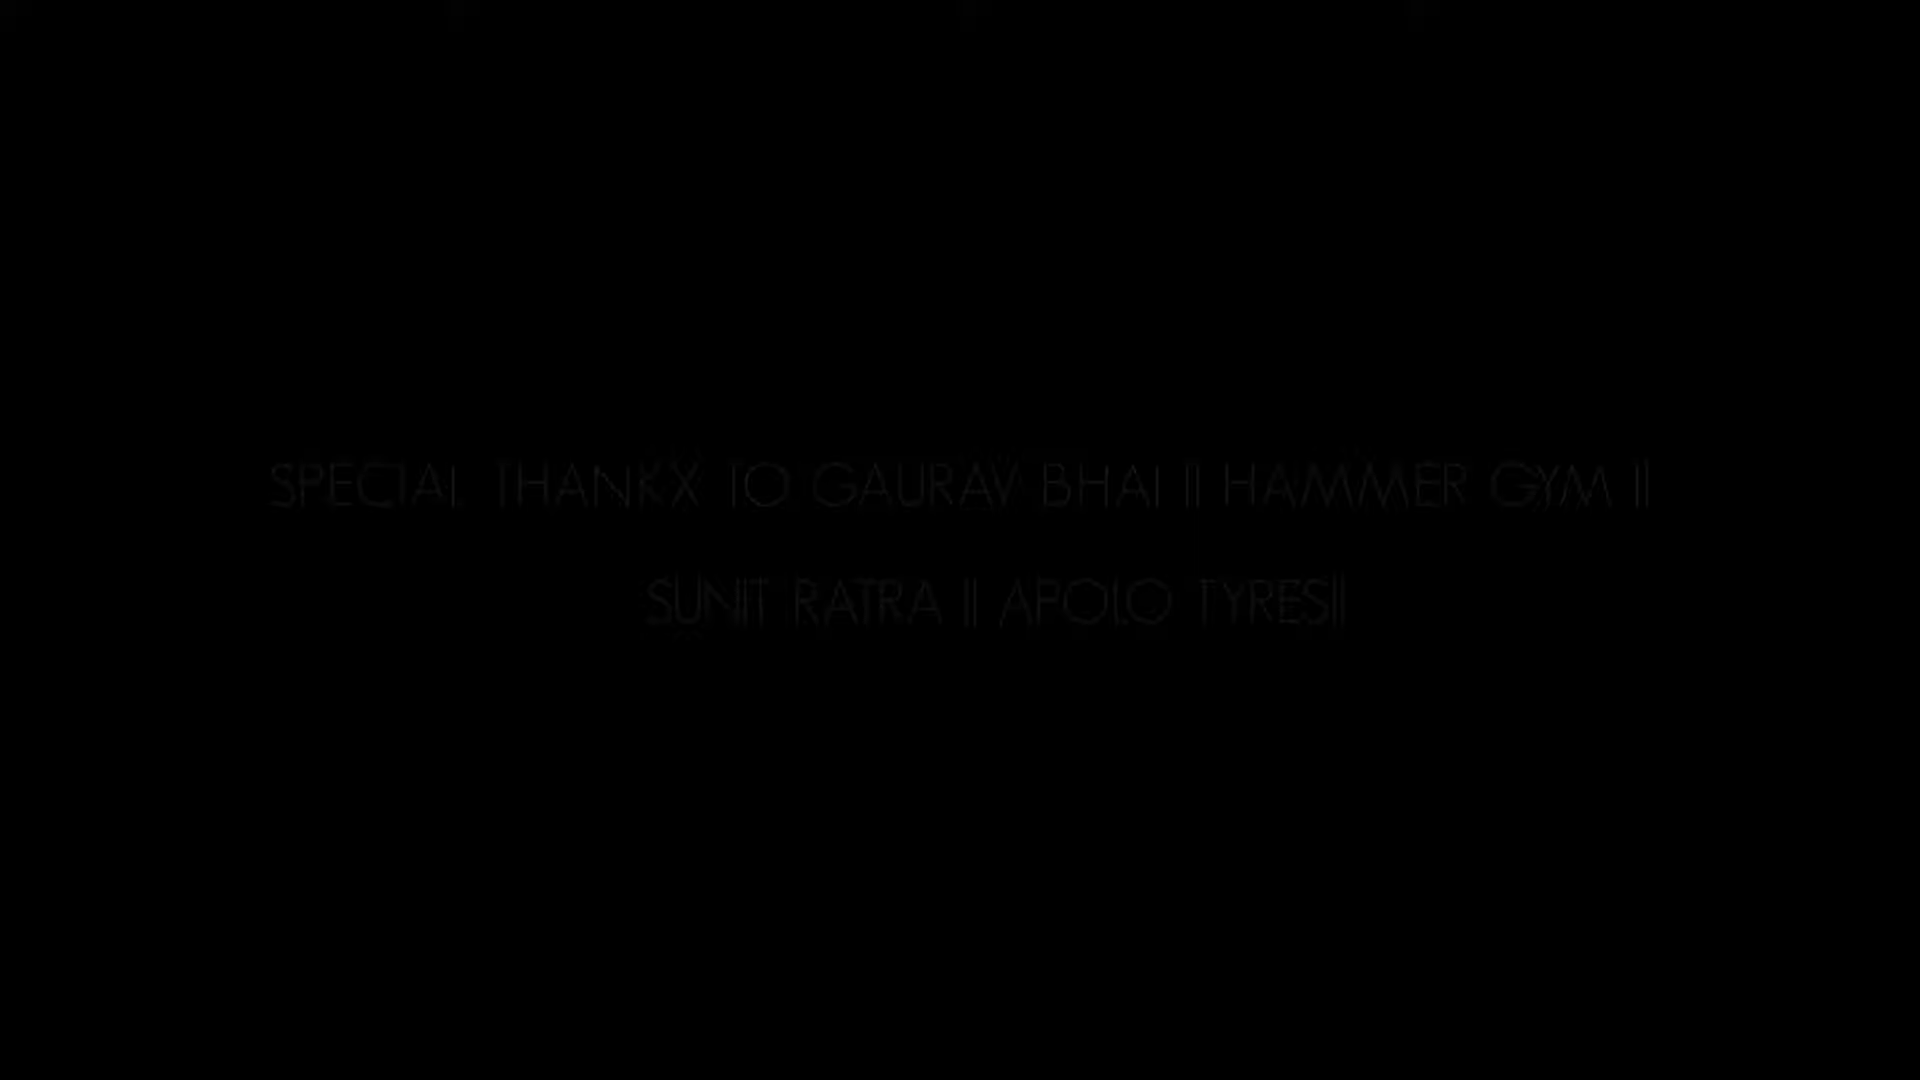 SPECIAL THANKX TO GAURAV BHAI || HAMMER GYM ||
SUNIT RATRA || APOLO TYRES||